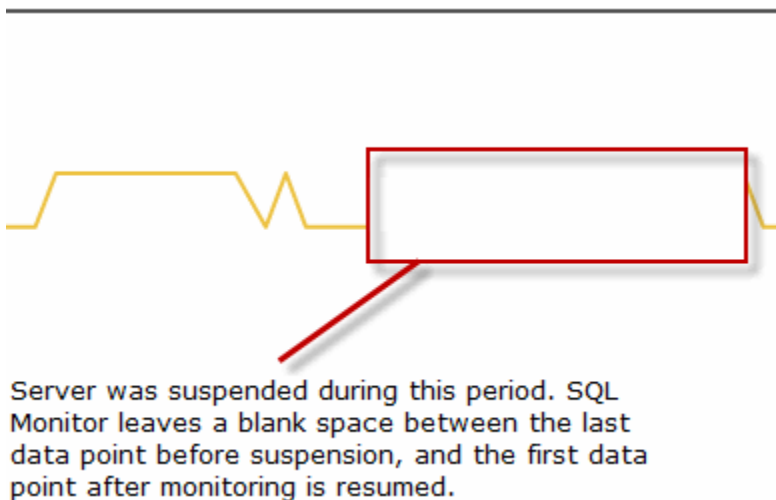 Server was suspended during this period. SQL
Monitor leaves a blank space between the last
data point before suspension, and the first data
point after monitoring is resumed.